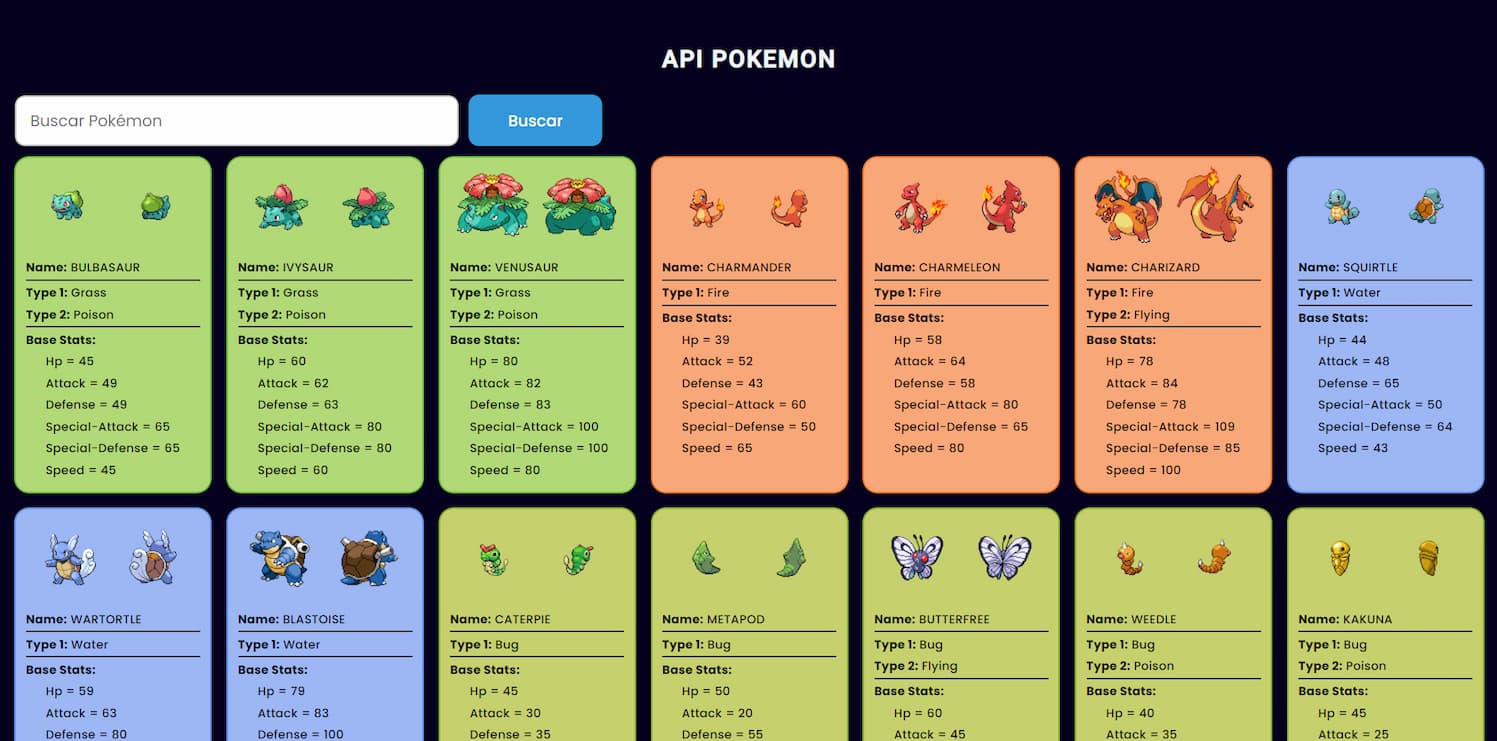 API POKEMON
Buscar Pokémon
Buscar
Name: BULBASAUR
Type 1: Grass
Type 2: Poison
Base Stats:
Hp = 45
Attack = 49
Defense = 49
Special-Attack = 65
Special-Defense = 65
Speed = 45
Name: IVYSAUR
Type 1: Grass
Type 2: Poison
Base Stats:
Hp = 60
Attack = 62
Defense = 63
Special-Attack = 80
Special-Defense = 80
Speed = 60
Name: VENUSAUR
Type 1: Grass
Type 2: Poison
Base Stats:
Hp = 80
Attack = 82
Defense = 83
Special-Attack = 100
Special-Defense = 100
Speed = 80
Name: CHARMANDER
Type 1: Fire
Base Stats:
Hp = 39
Attack = 52
Defense = 43
Special-Attack = 60
Special-Defense = 50
Speed = 65
Name: CHARMELEON
Type 1: Fire
Base Stats:
Hp = 58
Attack = 64
Defense = 58
Special-Attack = 80
Special-Defense = 65
Speed = 80
Name: CHARIZARD
Type 1: Fire
Type 2: Flying
Base Stats:
Hp = 78
Attack = 84
Defense = 78
Special-Attack = 109
Special-Defense = 85
Speed = 100
Name: SQUIRTLE
Type 1: Water
Base Stats:
Hp = 44
Attack = 48
Defense = 65
Special-Attack = 50
Special-Defense = 64
Speed = 43
Name: WARTORTLE
Type 1: Water
Base Stats:
Hp = 59
Attack = 63
Defense = 80
Name: BLASTOISE
Type 1: Water
Base Stats:
Hp = 79
Attack = 83
Defense = 100
Name: CATERPIE
Type 1: Bug
Base Stats:
Hp = 45
Attack = 30
Defense = 35
Name: METAPOD
Type 1: Bug
Base Stats:
Hp = 50
Attack = 20
Defense = 55
Name: BUTTERFREE
Type 1: Bug
Type 2: Flying
Base Stats:
Hp = 60
Attack = 45
Name: WEEDLE
Type 1: Bug
Type 2: Poison
Base Stats:
Hp = 40
Attack = 35
Name: KAKUNA
Type 1: Bug
Type 2: Poison
Base Stats:
Hp = 45
Attack = 25